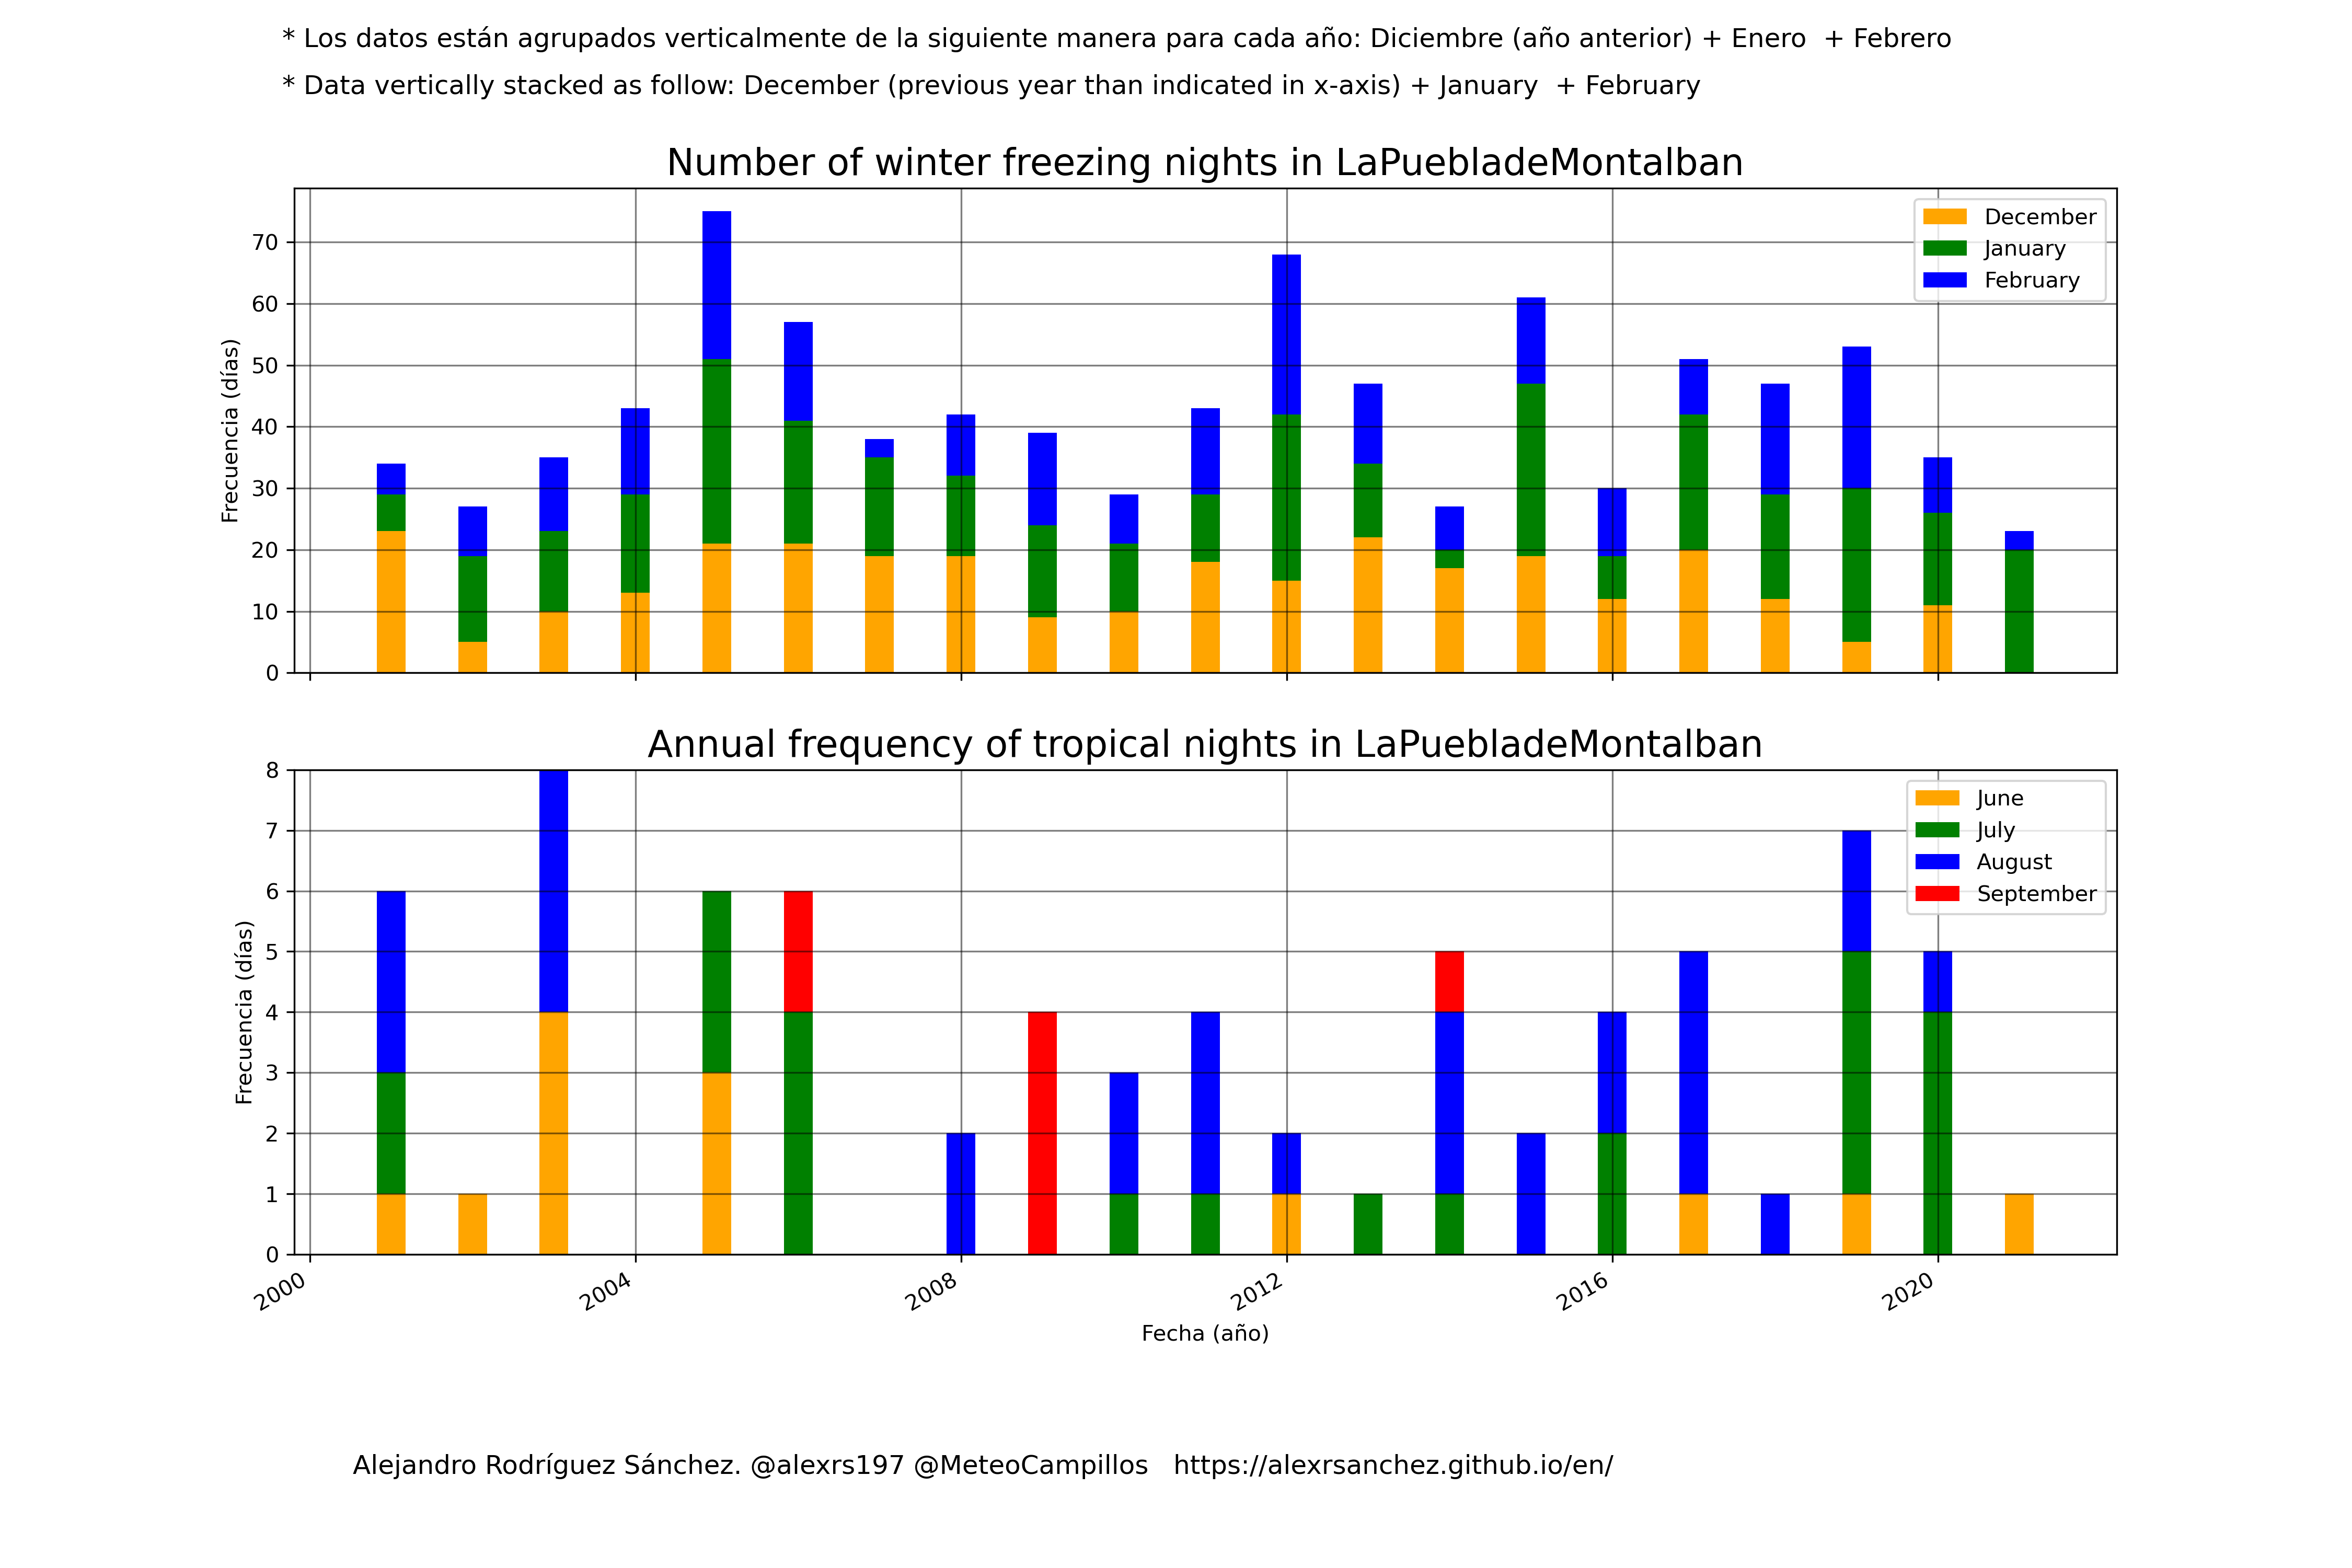 * Los datos están agrupados verticalmente de la siguiente manera para cada año: Diciembre (año anterior) + Enero  + Febrero
* Data vertically stacked as follow: December (previous year than indicated in x-axis) + January  + February
Number of winter freezing nights in LaPuebladeMontalban
December
January
February
70
60
50
40
30
20
10
0
Frecuencia (días)
Annual frequency of tropical nights in LaPuebladeMontalban
June
July
August
September
8
7
6
5
4
3
2
1
0
Frecuencia (días)
2000 2004 2008 2012 2016 2020
Fecha (año)
Alejandro Rodríguez Sánchez. @alexrs197 @MeteoCampillos   https://alexrsanchez.github.io/en/